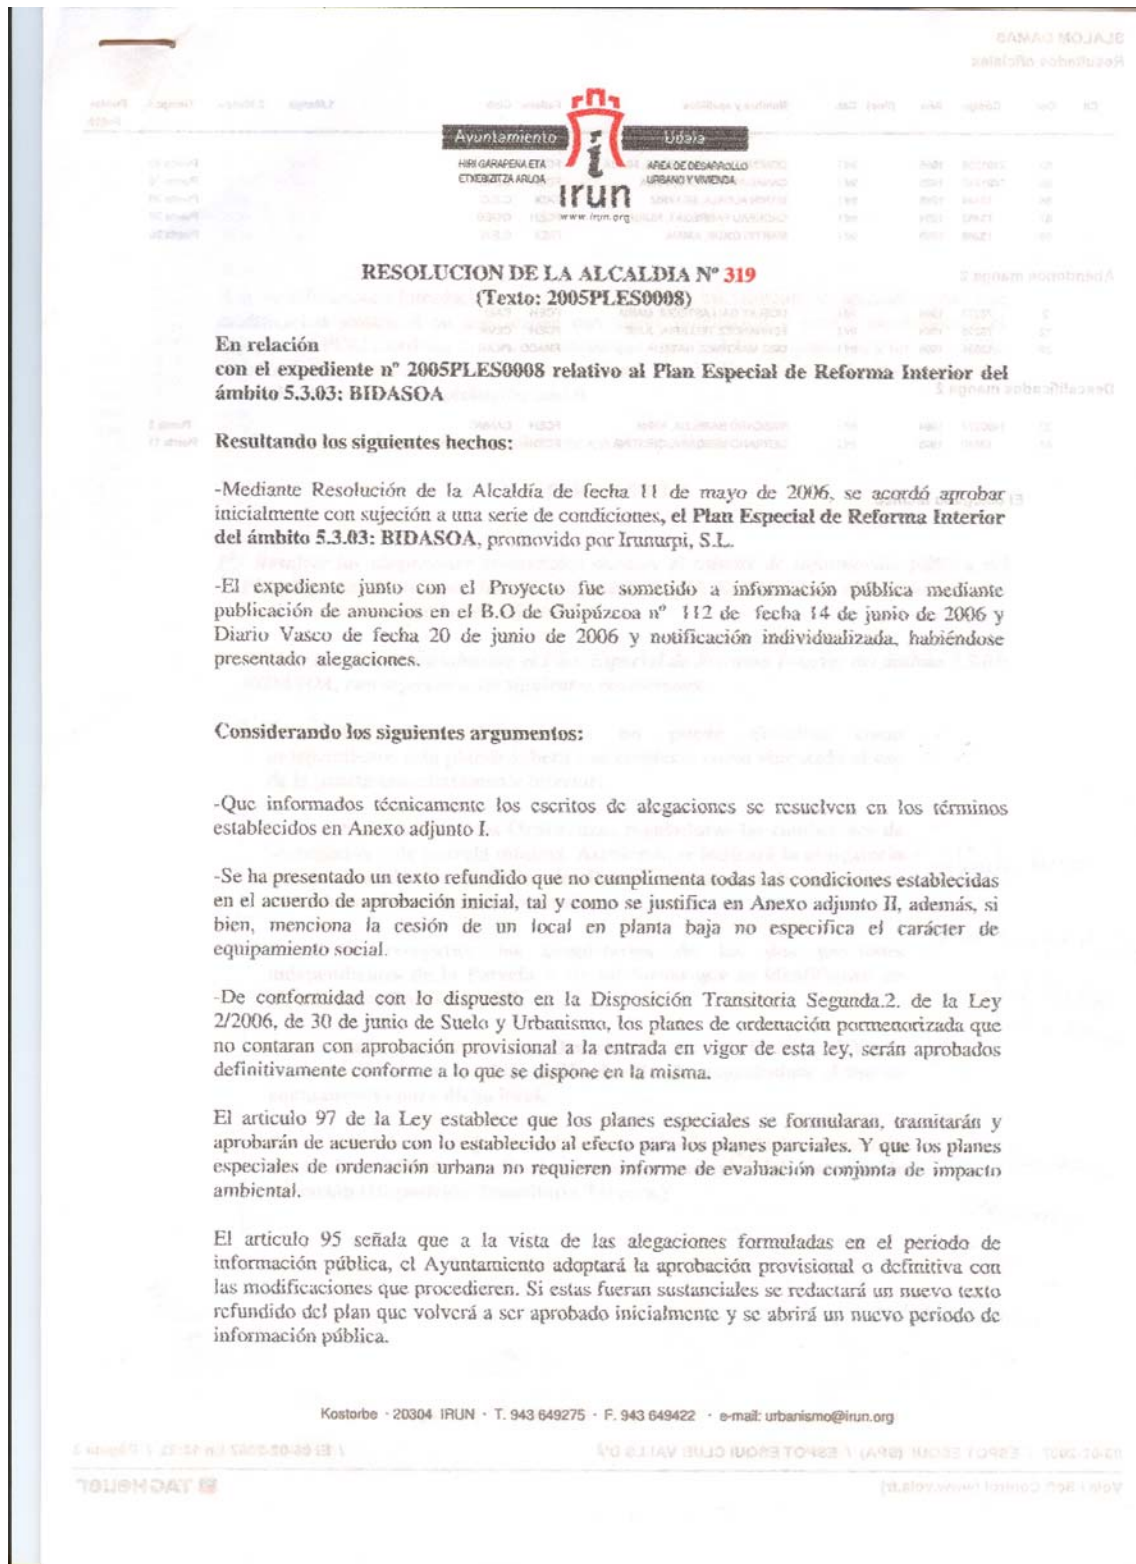 Ayuntamiento Udala
HIRI GARAPENA ETA ETXEBIZITZA ARLOA
AREA DE DESARROLLO URBANO Y VIVIENDA
irun
www.irun.org
RESOLUCION DE LA ALCALDIA Nº 319
(Texto: 2005PLES0008)
En relación
con el expediente nº 2005PLES0008 relativo al Plan Especial de Reforma Interior del
ámbito 5.3.03: BIDASOA
Resultando los siguientes hechos:
-Mediante Resolución de la Alcaldía de fecha 11 de mayo de 2006, se acordó aprobar
inicialmente con sujeción a una serie de condiciones, el Plan Especial de Reforma Interior
del ámbito 5.3.03: BIDASOA, promovido por Irunurpi, S.L.
-El expediente junto con el Proyecto fue sometido a información pública mediante
publicación de anuncios en el B.O de Guipúzcoa nº 112 de fecha 14 de junio de 2006 y
Diario Vasco de fecha 20 de junio de 2006 y notificación individualizada, habiéndose
presentado alegaciones.
Considerando los siguientes argumentos:
-Que informados técnicamente los escritos de alegaciones se resuelven en los términos
establecidos en Anexo adjunto I.
-Se ha presentado un texto refundido que no cumplimenta todas las condiciones establecidas
en el acuerdo de aprobación inicial, tal y como se justifica en Anexo adjunto II, además, si
bien, menciona la cesión de un local en planta baja no especifica el carácter de
equipamiento social.
-De conformidad con lo dispuesto en la Disposición Transitoria Segunda.2. de la Ley
2/2006, de 30 de junio de Suelo y Urbanismo, los planes de ordenación pormenorizada que
no contaran con aprobación provisional a la entrada en vigor de esta ley, serán aprobados
definitivamente conforme a lo que se dispone en la misma.
El articulo 97 de la Ley establece que los planes especiales se formularan, tramitarán y
aprobarán de acuerdo con lo establecido al efecto para los planes parciales. Y que los planes
especiales de ordenación urbana no requieren informe de evaluación conjunta de impacto
ambiental.
El articulo 95 señala que a la vista de las alegaciones formuladas en el periodo de
información pública, el Ayuntamiento adoptará la aprobación provisional o definitiva con
las modificaciones que procedieren. Si estas fueran sustanciales se redactará un nuevo texto
refundido del plan que volverá a ser aprobado inicialmente y se abrirá un nuevo periodo de
información pública.
Kostorbe · 20304 IRUN · T. 943 649275 · F. 943 649422 · e-mail: urbanismo@irun.org